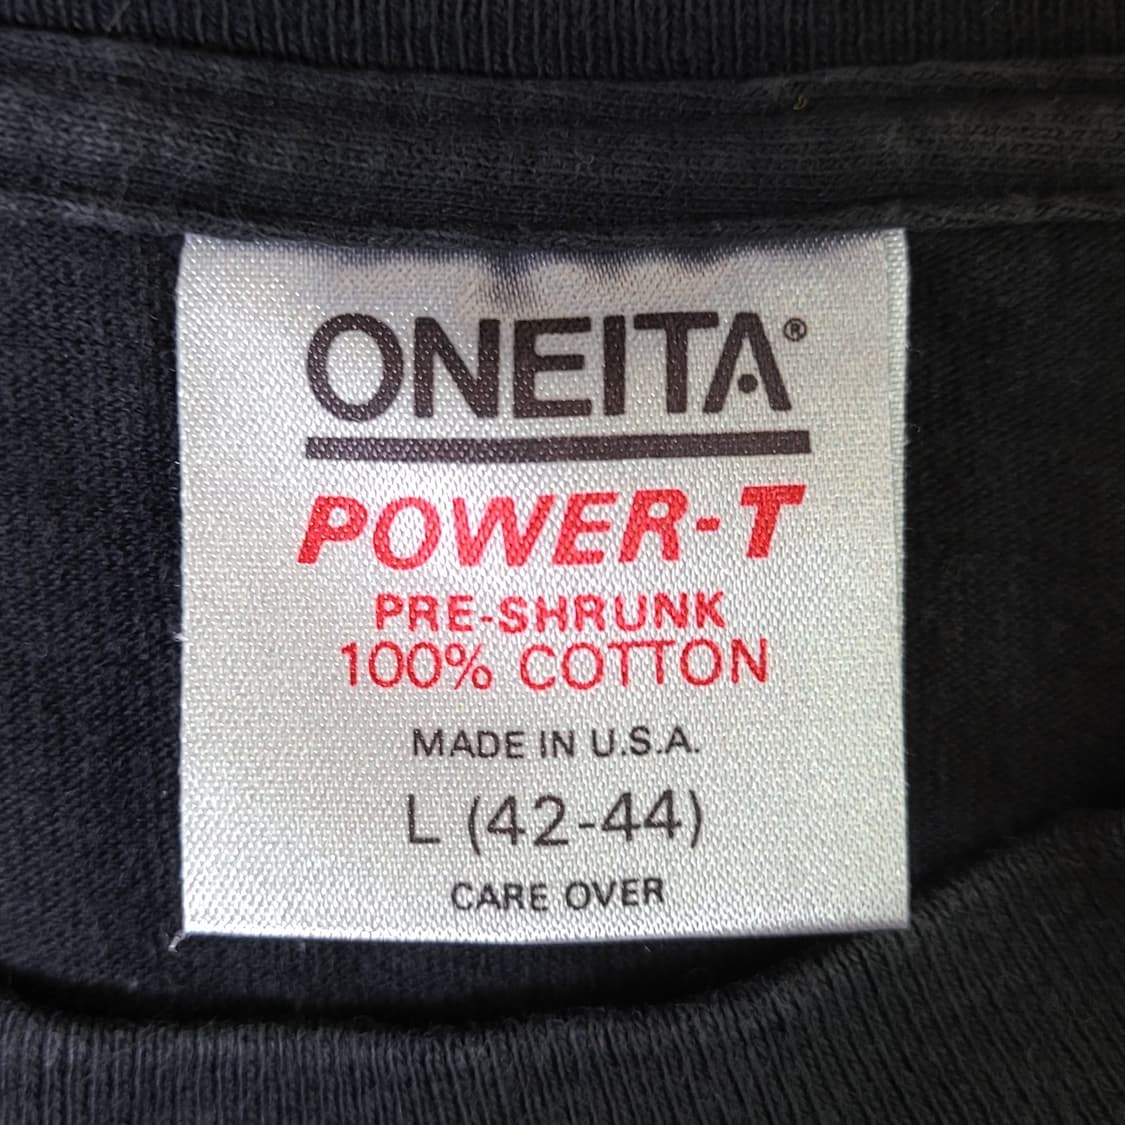 ONEITA®
POWER-T
PRE-SHRUNK
100% COTTON
MADE IN U.S.A.
L (42-44)
CARE OVER